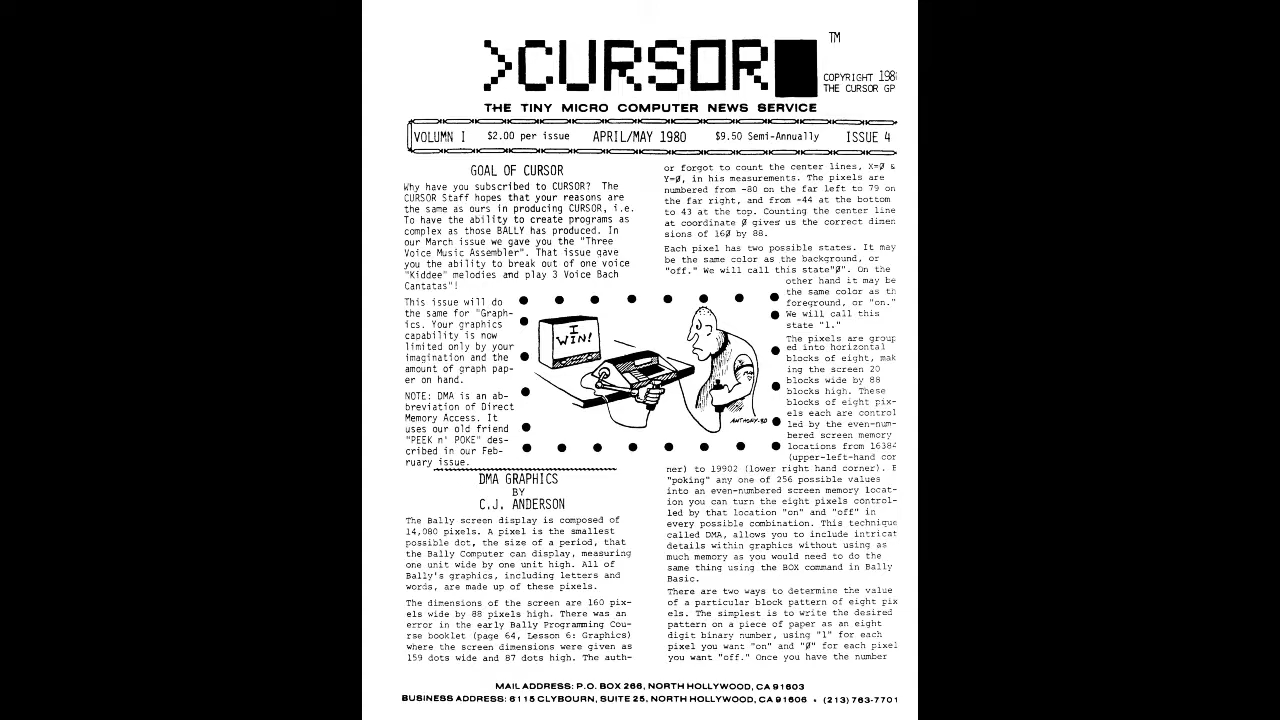 >CURSOR
TM
COPYRIGHT 198
THE CURSOR GP
THE TINY MICRO COMPUTER NEWS SERVICE
VOLUMN I $2.00 per issue APRIL/MAY 1980 $9.50 Semi-Annually ISSUE 4
GOAL OF CURSOR
Why have you subscribed to CURSOR? The
CURSOR Staff hopes that your reasons are
the same as ours in producing CURSOR, i.e.
To have the ability to create programs as
complex as those BALLY has produced. In
our March issue we gave you the "Three
Voice Music Assembler". That issue gave
you the ability to break out of one voice
"Kiddee" melodies and play 3 Voice Bach
Cantatas"!
This issue will do
the same for "Graph-
ics. Your graphics
capability is now
limited only by your
imagination and the
amount of graph pap-
er on hand.
NOTE: DMA is an ab-
breviation of Direct
Memory Access. It
uses our old friend
"PEEK n' POKE" des-
cribed in our Feb-
ruary issue.
I
WIN!
ANTHONY-80
DMA GRAPHICS
BY
C.J. ANDERSON
The Bally screen display is composed of
14,080 pixels. A pixel is the smallest
possible dot, the size of a period, that
the Bally Computer can display, measuring
one unit wide by one unit high. All of
Bally's graphics, including letters and
words, are made up of these pixels.
The dimensions of the screen are 160 pix-
els wide by 88 pixels high. There was an
error in the early Bally Programming Cou-
rse booklet (page 64, Lesson 6: Graphics)
where the screen dimensions were given as
159 dots wide and 87 dots high. The auth-
or forgot to count the center lines, X=Ø &
Y=Ø, in his measurements. The pixels are
numbered from -80 on the far left to 79 on
the far right, and from -44 at the bottom
to 43 at the top. Counting the center line
at coordinate Ø gives us the correct dimen
sions of 16Ø by 88.
Each pixel has two possible states. It may
be the same color as the background, or
"off." We will call this state"Ø". On the
other hand it may be
the same color as th
foreground, or "on."
We will call this
state "1."
The pixels are group
ed into horizontal
blocks of eight, mak
ing the screen 20
blocks wide by 88
blocks high. These
blocks of eight pix-
els each are control
led by the even-num-
bered screen memory
locations from 16384
(upper-left-hand cor
ner) to 19902 (lower right hand corner). B
"poking" any one of 256 possible values
into an even-numbered screen memory locat-
ion you can turn the eight pixels control-
led by that location "on" and "off" in
every possible combination. This technique
called DMA, allows you to include intricat
details within graphics without using as
much memory as you would need to do the
same thing using the BOX command in Bally
Basic.
There are two ways to determine the value
of a particular block pattern of eight pix
els. The simplest is to write the desired
pattern on a piece of paper as an eight
digit binary number, using "1" for each
pixel you want "on" and "Ø" for each pixel
you want "off." Once you have the number
MAIL ADDRESS: P.O. BOX 266, NORTH HOLLYWOOD, CA 91603
BUSINESS ADDRESS: 6115 CLYBOURN, SUITE 25, NORTH HOLLYWOOD, CA 91606 • (213) 763-7701